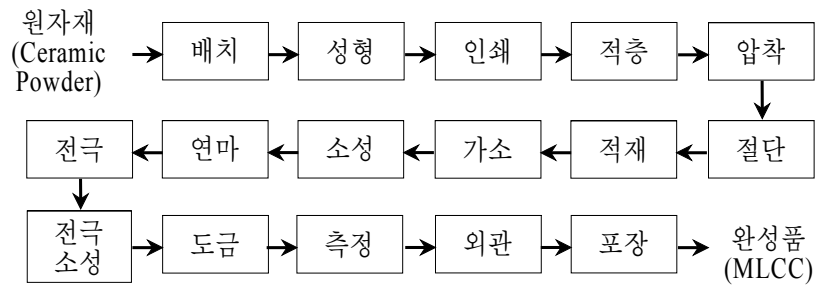 원자재
(Ceramic
Powder)
배치
성형
인쇄
적층
압착
절단
적재
가소
소성
연마
전극
전극
소성
도금
측정
외관
포장
완성품
(MLCC)